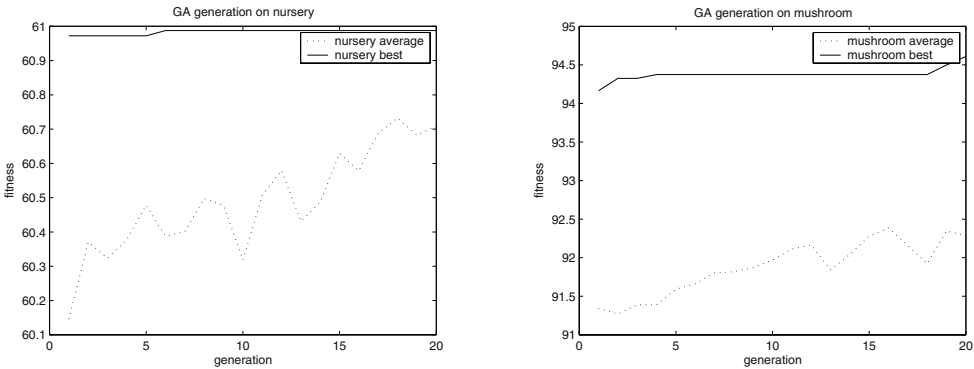 GA generation on nursery
61
60.9
60.8
60.7
60.6
60.5
60.4
60.3
60.2
60.1
fitness
nursery average
nursery best
0 5 10 15 20
generation
GA generation on mushroom
95
94.5
94
93.5
93
92.5
92
91.5
91
fitness
mushroom average
mushroom best
0 5 10 15 20
generation